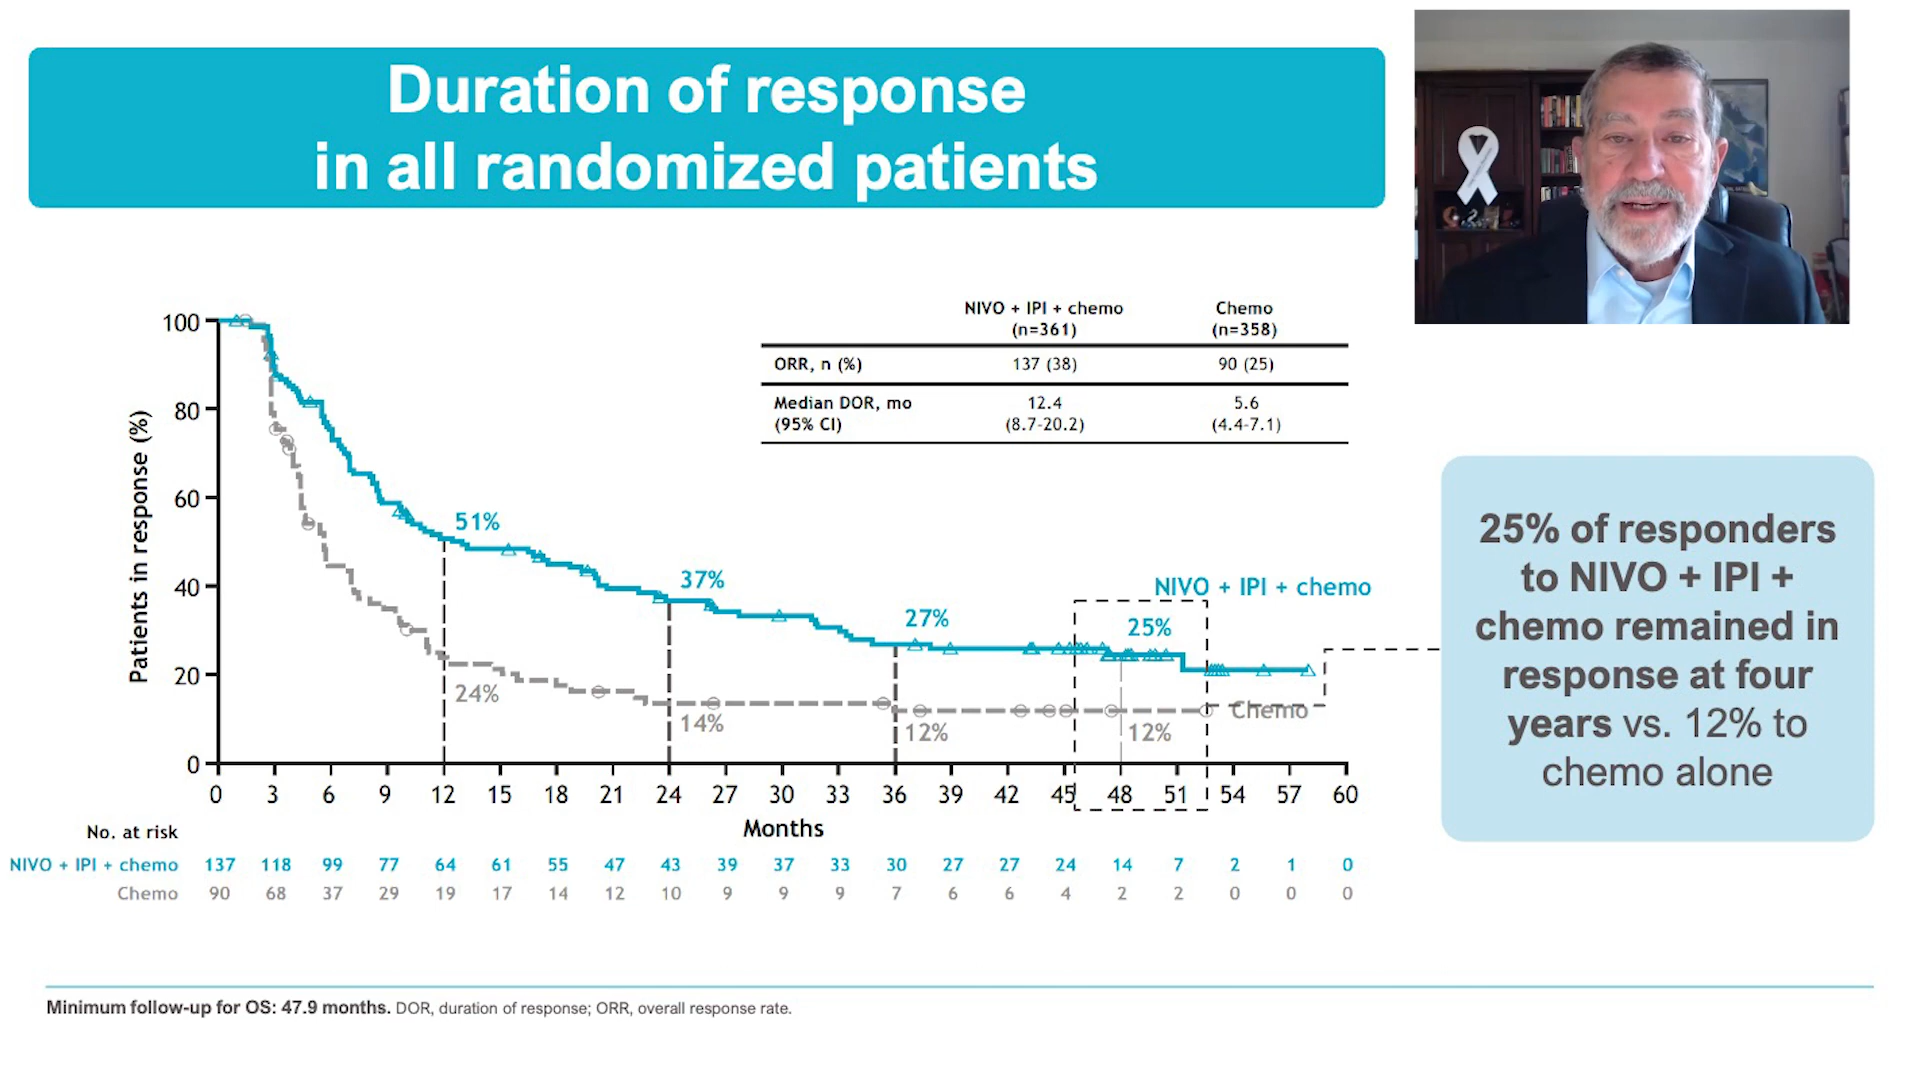 Duration of response
in all randomized patients
NIVO + IPI + chemo
(n=361)
Chemo
(n=358)
ORR, n (%) 137 (38) 90 (25)
Median DOR, mo 12.4 5.6
(95% CI) (8.7-20.2) (4.4-7.1)
Patients in response (%)
100
80
60
40
20
0
51%
37%
27%
25%
NIVO + IPI + chemo
24%
14%
12%
12%
Chemo
0 3 6 9 12 15 18 21 24 27 30 33 36 39 42 45 48 51 54 57 60
Months
No. at risk
NIVO + IPI + chemo 137 118 99 77 64 61 55 47 43 39 37 33 30 27 27 24 14 7 2 1 0
Chemo 90 68 37 29 19 17 14 12 10 9 9 9 7 6 6 4 2 2 0 0 0
25% of responders
to NIVO + IPI +
chemo remained in
response at four
years vs. 12% to
chemo alone
Minimum follow-up for OS: 47.9 months. DOR, duration of response; ORR, overall response rate.